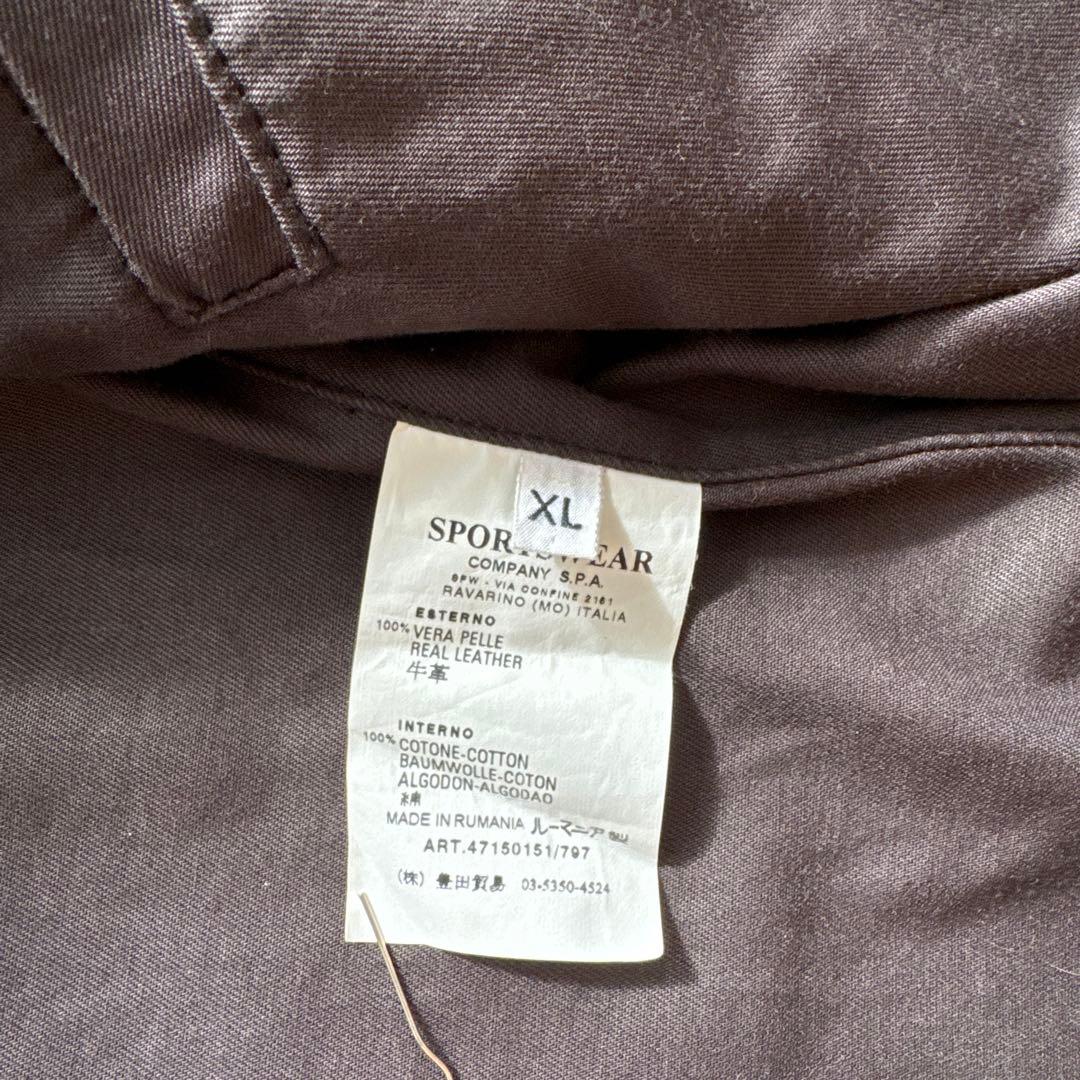 XL
SPORTSWEAR
COMPANY S.P.A.
SPW - VIA CONFINE 2161
RAVARINO (MO) ITALIA
ESTERNO
100% VERA PELLE
REAL LEATHER
牛革
INTERNO
100% COTONE-COTTON
BAUMWOLLE-COTON
ALGODON-ALGODAO
綿
MADE IN RUMANIA ルーマニア製
ART.47150151/797
(株) 豊田貿易 03-5350-4524